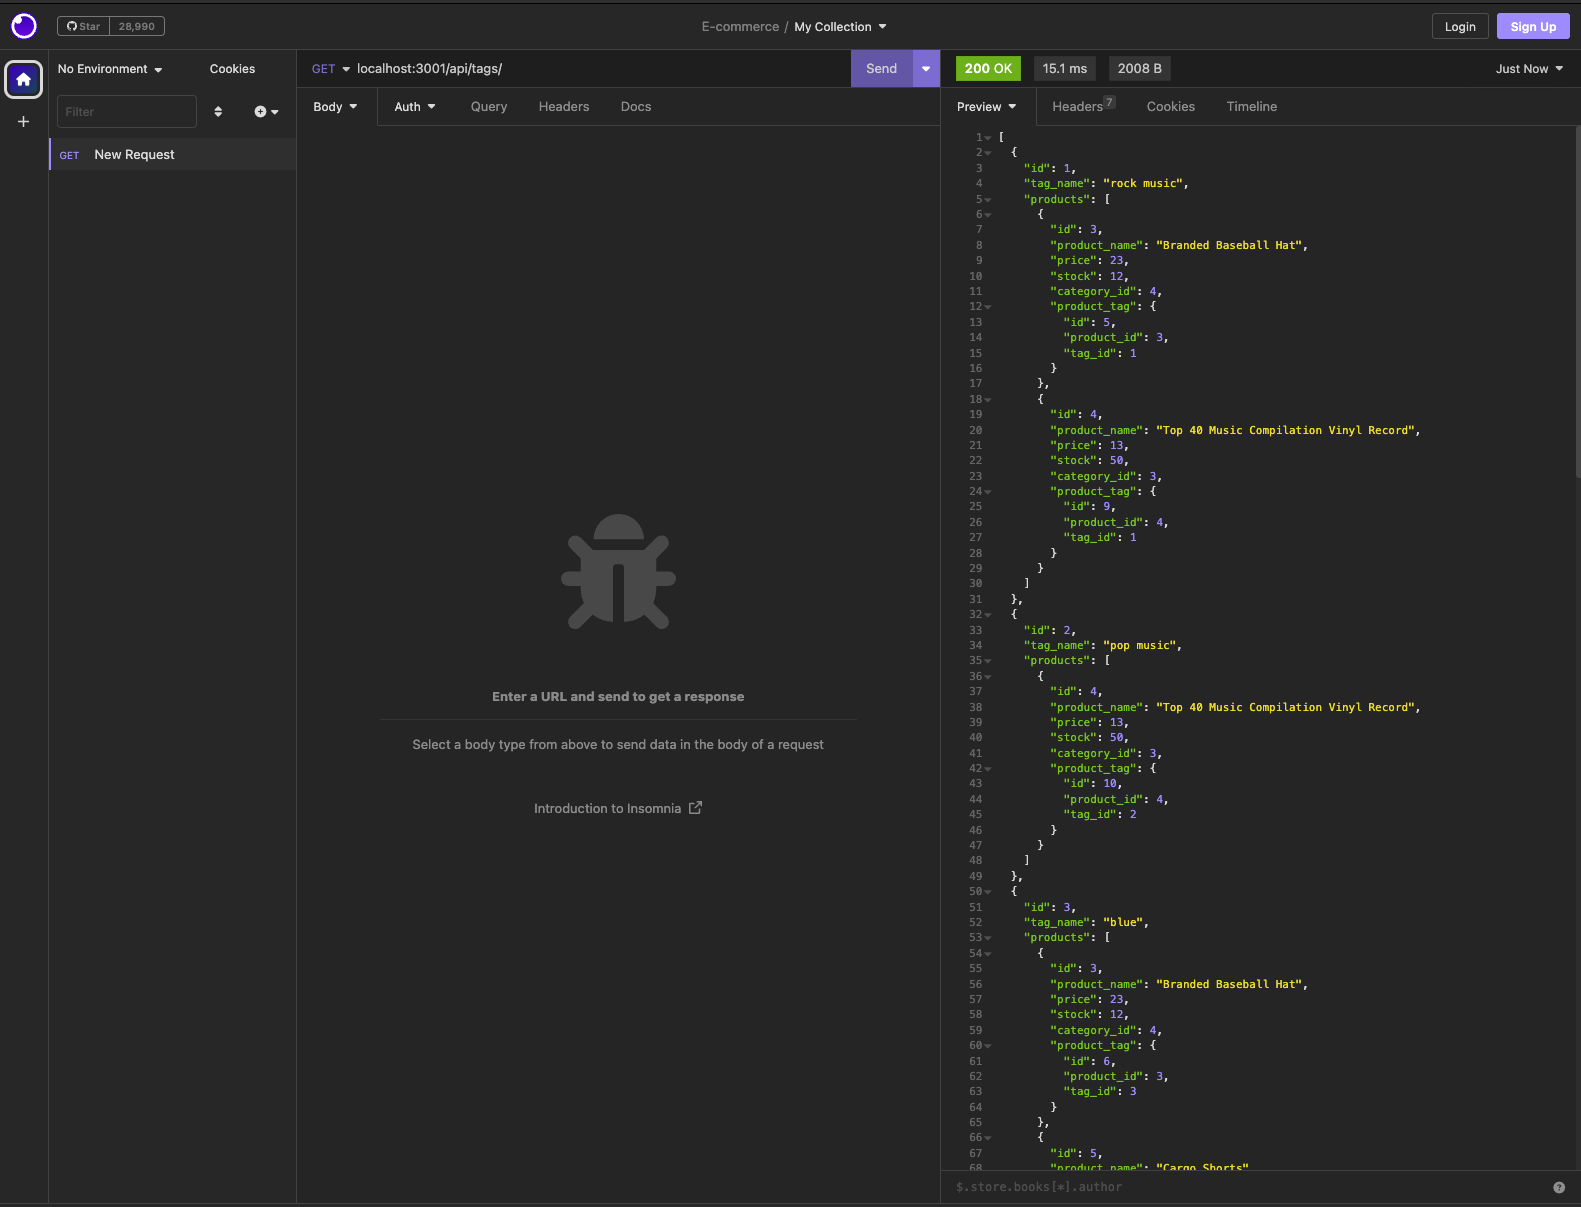 Star 28,990
E-commerce / My Collection
Login Sign Up
No Environment Cookies
GET localhost:3001/api/tags/ Send
200 OK 15.1 ms 2008 B Just Now
Filter
Body Auth Query Headers Docs
Preview Headers 7 Cookies Timeline
GET New Request
Enter a URL and send to get a response
Select a body type from above to send data in the body of a request
Introduction to Insomnia
1 [
2 {
3 "id": 1,
4 "tag_name": "rock music",
5 "products": [
6 {
7 "id": 3,
8 "product_name": "Branded Baseball Hat",
9 "price": 23,
10 "stock": 12,
11 "category_id": 4,
12 "product_tag": {
13 "id": 5,
14 "product_id": 3,
15 "tag_id": 1
16 }
17 },
18 {
19 "id": 4,
20 "product_name": "Top 40 Music Compilation Vinyl Record",
21 "price": 13,
22 "stock": 50,
23 "category_id": 3,
24 "product_tag": {
25 "id": 9,
26 "product_id": 4,
27 "tag_id": 1
28 }
29 }
30 ]
31 },
32 {
33 "id": 2,
34 "tag_name": "pop music",
35 "products": [
36 {
37 "id": 4,
38 "product_name": "Top 40 Music Compilation Vinyl Record",
39 "price": 13,
40 "stock": 50,
41 "category_id": 3,
42 "product_tag": {
43 "id": 10,
44 "product_id": 4,
45 "tag_id": 2
46 }
47 }
48 ]
49 },
50 {
51 "id": 3,
52 "tag_name": "blue",
53 "products": [
54 {
55 "id": 3,
56 "product_name": "Branded Baseball Hat",
57 "price": 23,
58 "stock": 12,
59 "category_id": 4,
60 "product_tag": {
61 "id": 6,
62 "product_id": 3,
63 "tag_id": 3
64 }
65 },
66 {
67 "id": 5,
68 "product_name": "Cargo Shorts"
$.store.books[*].author